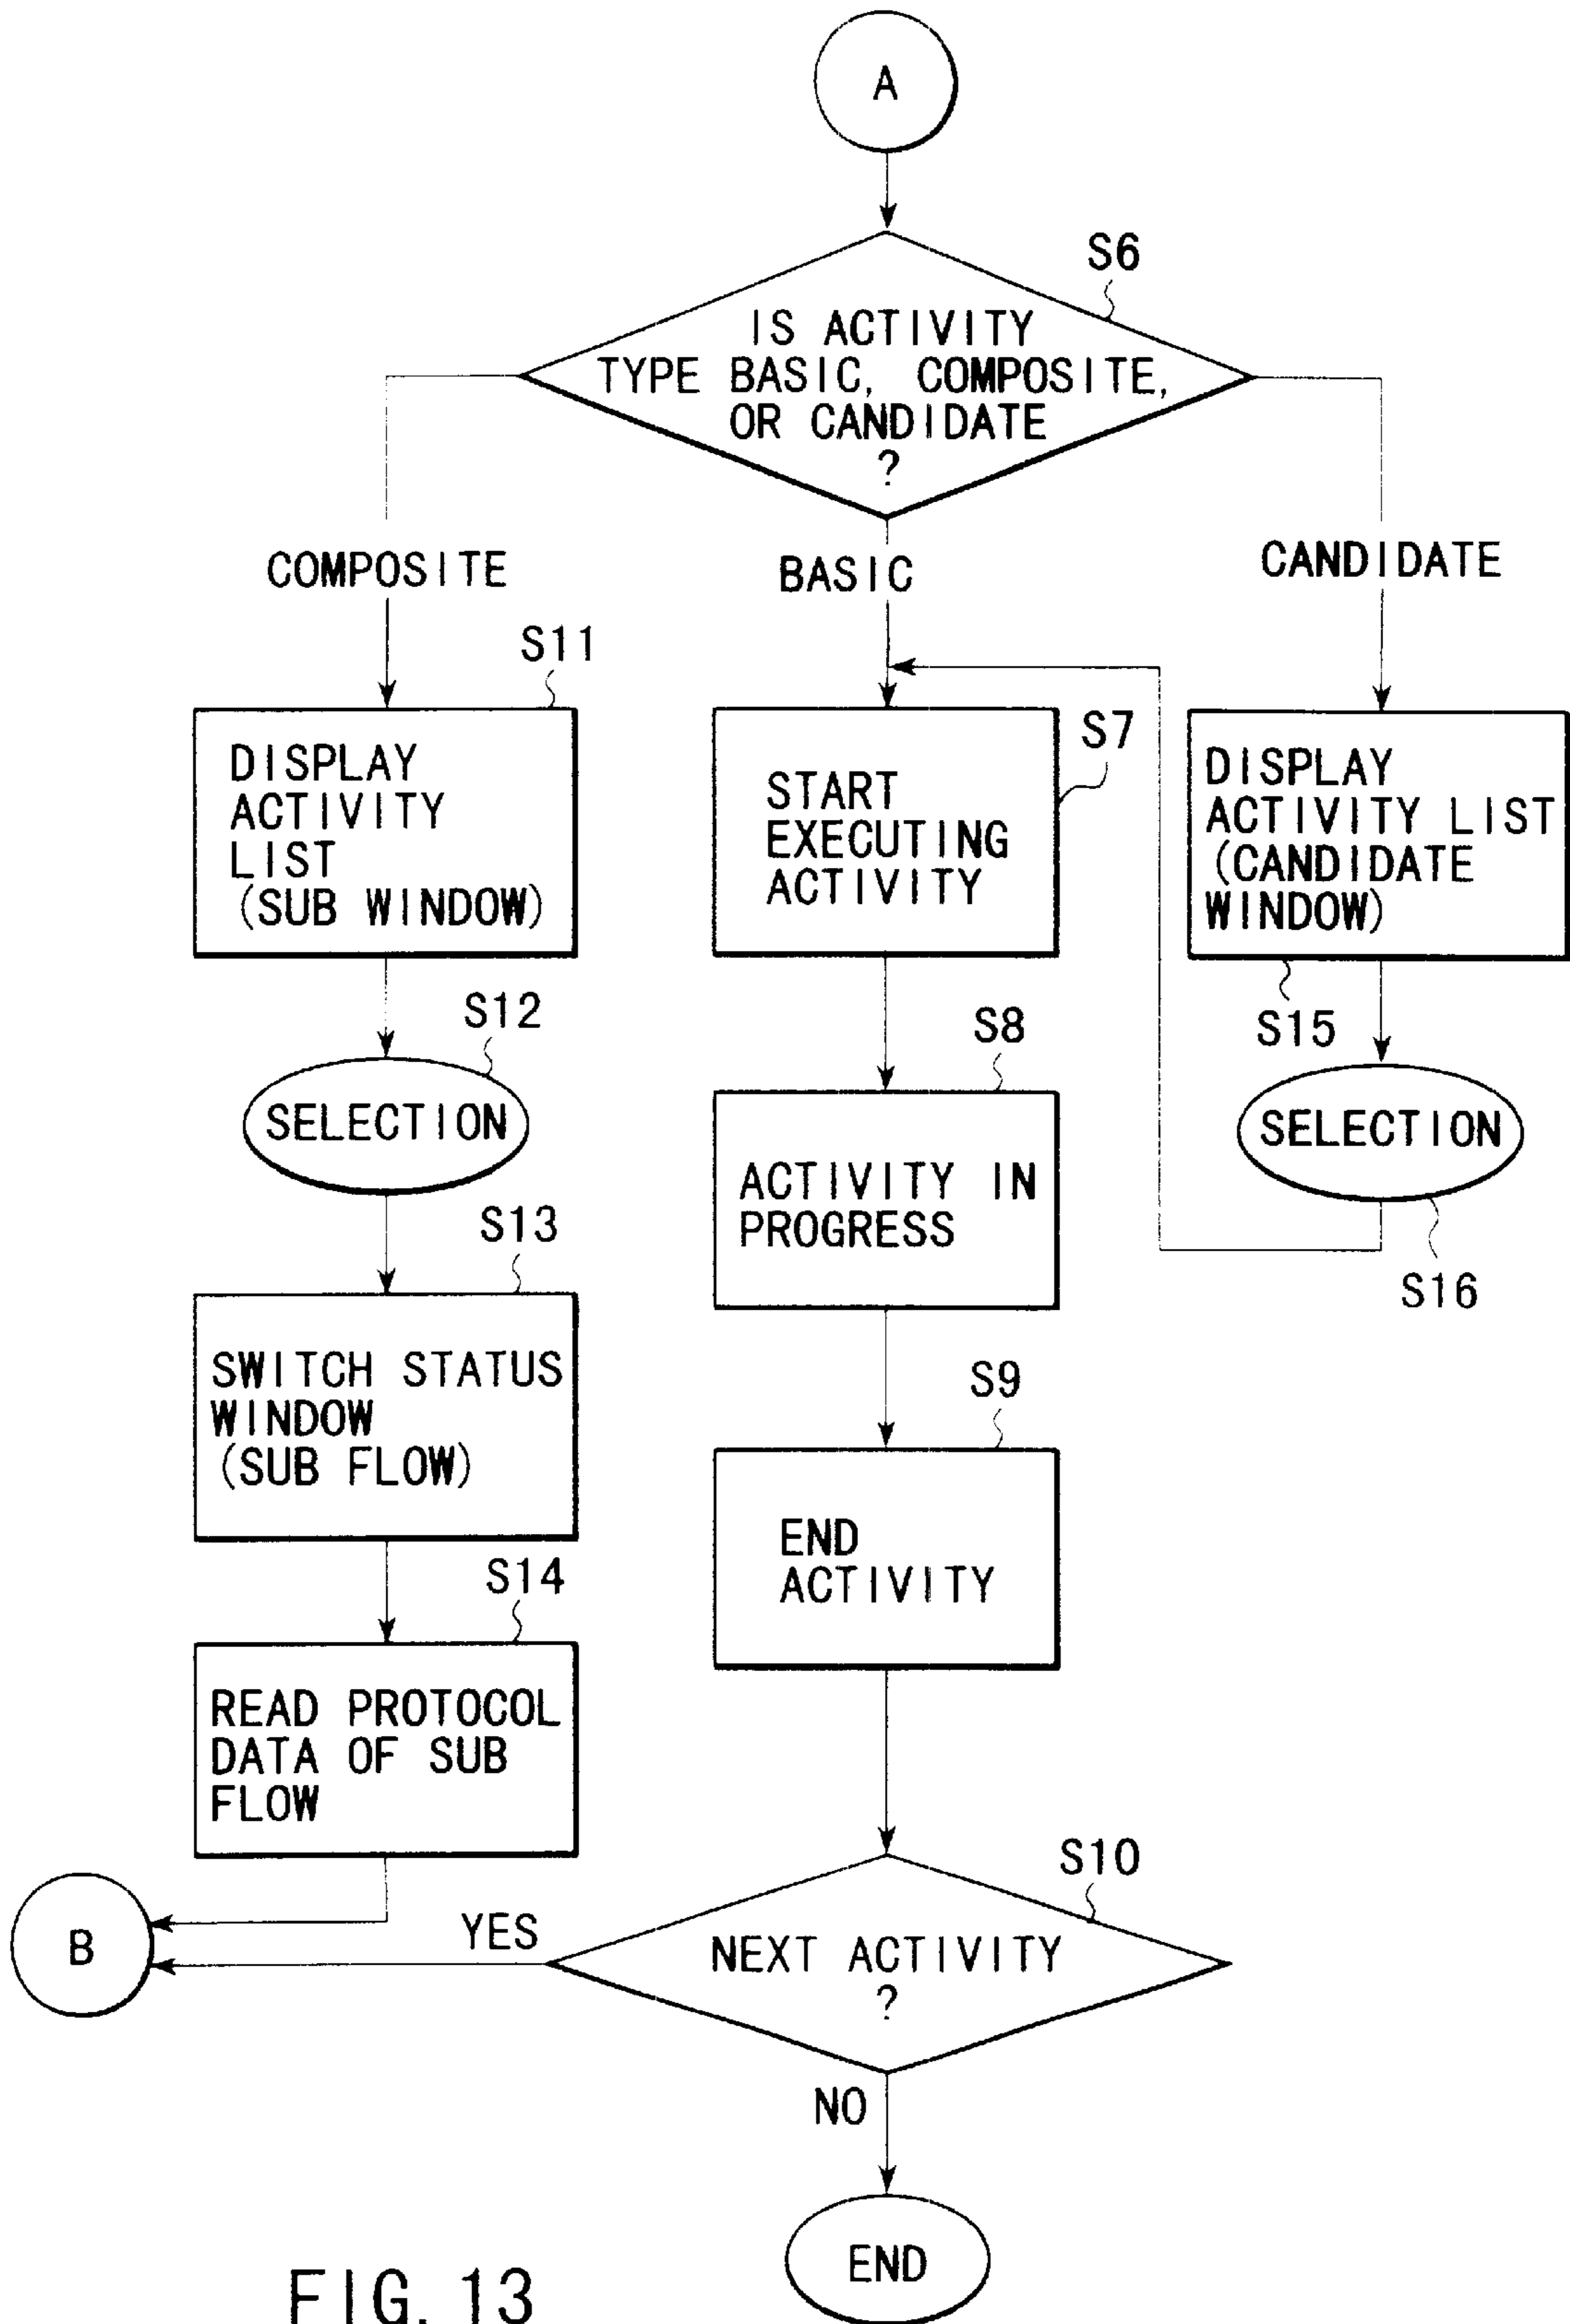 A
S6
IS ACTIVITY
TYPE BASIC, COMPOSITE,
OR CANDIDATE
?
COMPOSITE
BASIC
CANDIDATE
S11
DISPLAY
ACTIVITY
LIST
(SUB WINDOW)
S7
START
EXECUTING
ACTIVITY
DISPLAY
ACTIVITY LIST
(CANDIDATE
WINDOW)
S15
S12
SELECTION
S8
ACTIVITY IN
PROGRESS
SELECTION
S16
S13
SWITCH STATUS
WINDOW
(SUB FLOW)
S9
END
ACTIVITY
S14
READ PROTOCOL
DATA OF SUB
FLOW
B
YES
S10
NEXT ACTIVITY
?
NO
END
FIG. 13